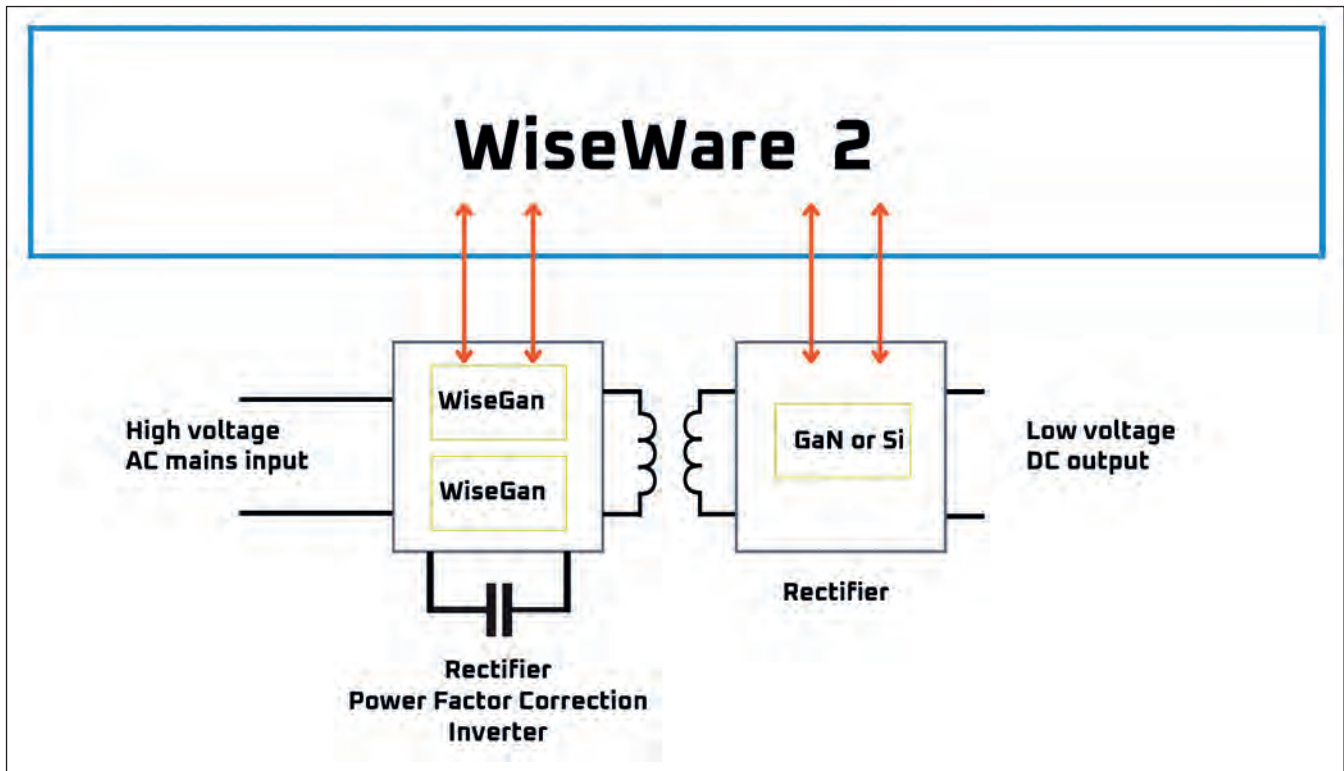 WiseWare 2
High voltage
AC mains input
WiseGan
WiseGan
GaN or Si
Low voltage
DC output
Rectifier
Rectifier
Power Factor Correction
Inverter